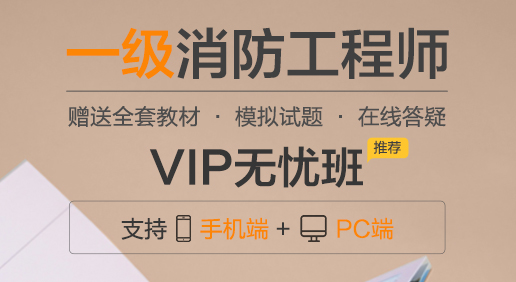 一级消防工程师
赠送全套教材 · 模拟试题 · 在线答疑
VIP无忧班 推荐
支持 手机端 + PC端